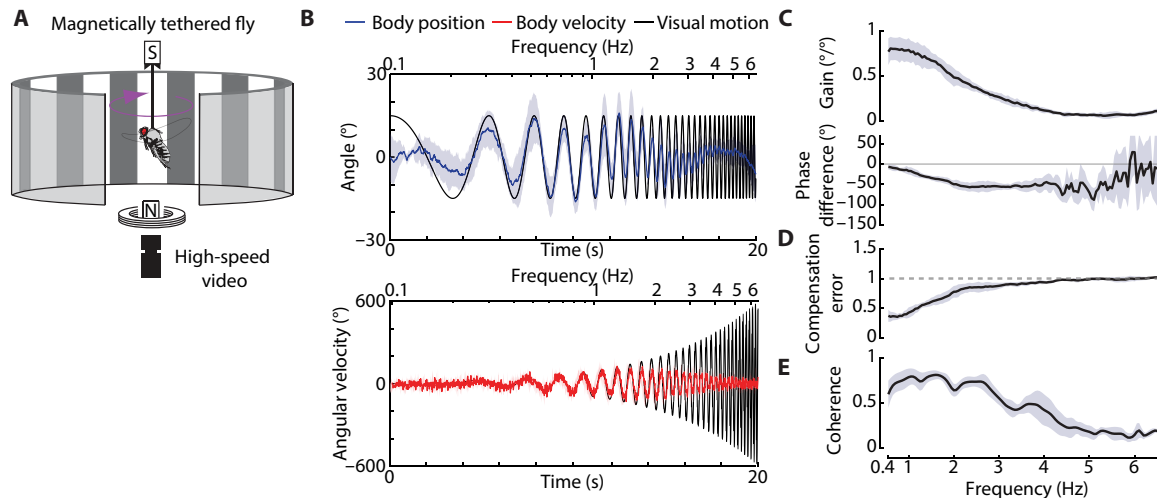 A
Magnetically tethered fly
S
N
High-speed
video
B
Body position Body velocity Visual motion
Frequency (Hz)
0.1 1 2 3 4 5 6
30
0
−30
Angle (°)
0 20
Time (s)
Frequency (Hz)
0.1 1 2 3 4 5 6
600
0
−600
Angular velocity (°)
0 20
Time (s)
C
1
0.5
0
Gain (°/°)
50
0
−50
−100
−150
Phase
difference (°)
D
1.5
1
0.5
0
Compensation
error
E
1
0.5
0
Coherence
0.4 1 2 3 4 5 6
Frequency (Hz)